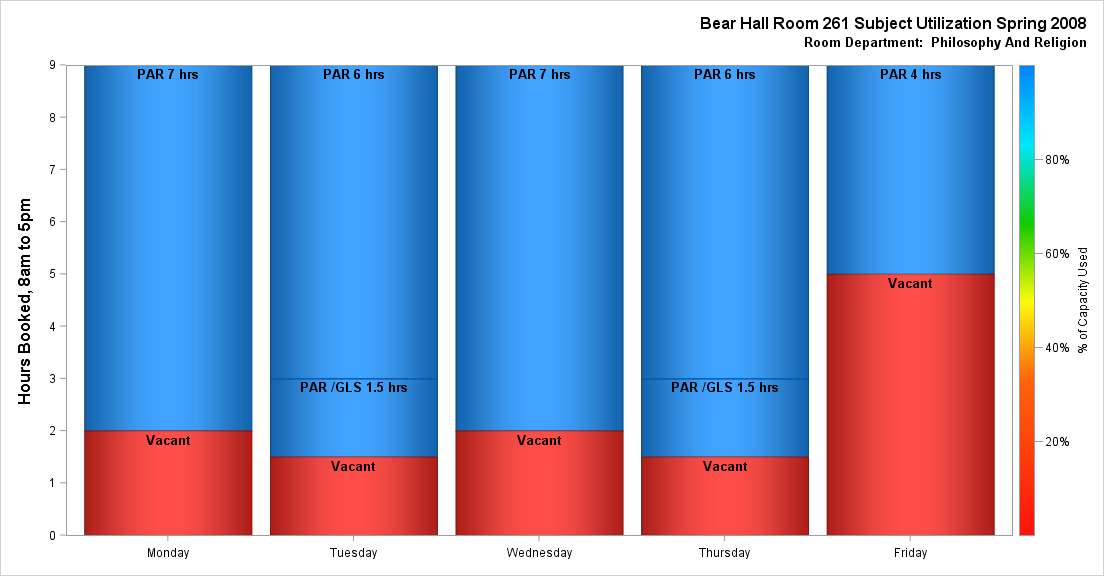 Bear Hall Room 261 Subject Utilization Spring 2008
Room Department:  Philosophy And Religion
Hours Booked, 8am to 5pm
9
8
7
6
5
4
3
2
1
0
PAR 7 hrs
Vacant
PAR 6 hrs
PAR /GLS 1.5 hrs
Vacant
PAR 7 hrs
Vacant
PAR 6 hrs
PAR /GLS 1.5 hrs
Vacant
PAR 4 hrs
Vacant
Monday
Tuesday
Wednesday
Thursday
Friday
80%
60%
40%
20%
% of Capacity Used